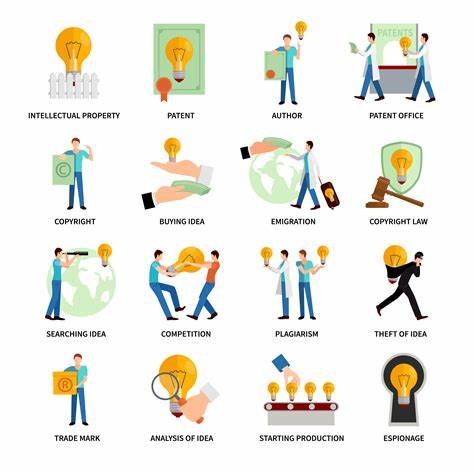 INTELLECTUAL PROPERTY
PATENT
AUTHOR
PATENTS
PATENT OFFICE
C
COPYRIGHT
BUYING IDEA
EMIGRATION
COPYRIGHT LAW
SEARCHING IDEA
COMPETITION
PLAGIARISM
THEFT OF IDEA
R
TRADE MARK
ANALYSIS OF IDEA
STARTING PRODUCTION
ESPIONAGE